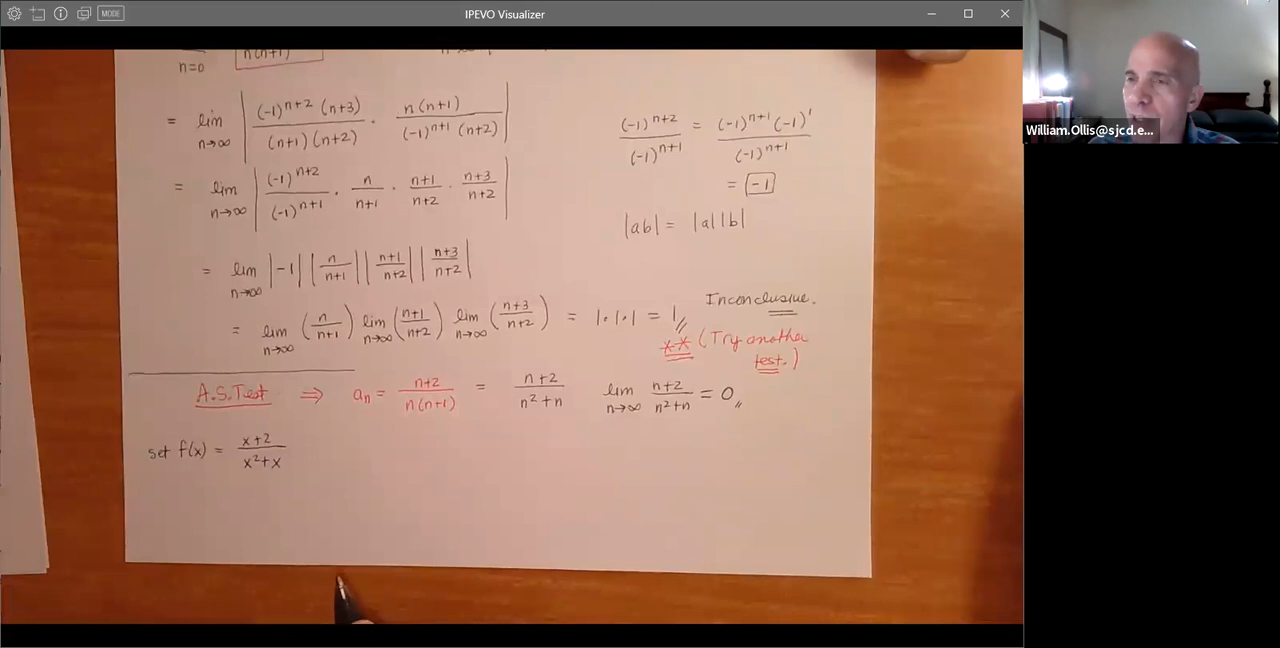 MODE
IPEVO Visualizer
William.Ollis@sjcd.e...
n=0
n(n+1)
= lim n→∞ | (-1)^{n+2} (n+3) / (n+1)(n+2) · n(n+1) / (-1)^{n+1} (n+2) |
= lim n→∞ | (-1)^{n+2} / (-1)^{n+1} · n/(n+1) · (n+1)/(n+2) · (n+3)/(n+2) |
= lim n→∞ |-1| |n/(n+1)| |(n+1)/(n+2)| |(n+3)/(n+2)|
= lim n→∞ (n/(n+1)) lim n→∞ ((n+1)/(n+2)) lim n→∞ ((n+3)/(n+2)) = 1·1·1 = 1 Inconclusive.
** (Try another
test.)
(-1)^{n+2} / (-1)^{n+1} = (-1)^{n+1} (-1)^1 / (-1)^{n+1}
= -1
|ab| = |a||b|
A.S.Test ⇒ a_n = (n+2) / n(n+1) = (n+2) / (n²+n) lim n→∞ (n+2)/(n²+n) = 0
set f(x) = (x+2) / (x²+x)